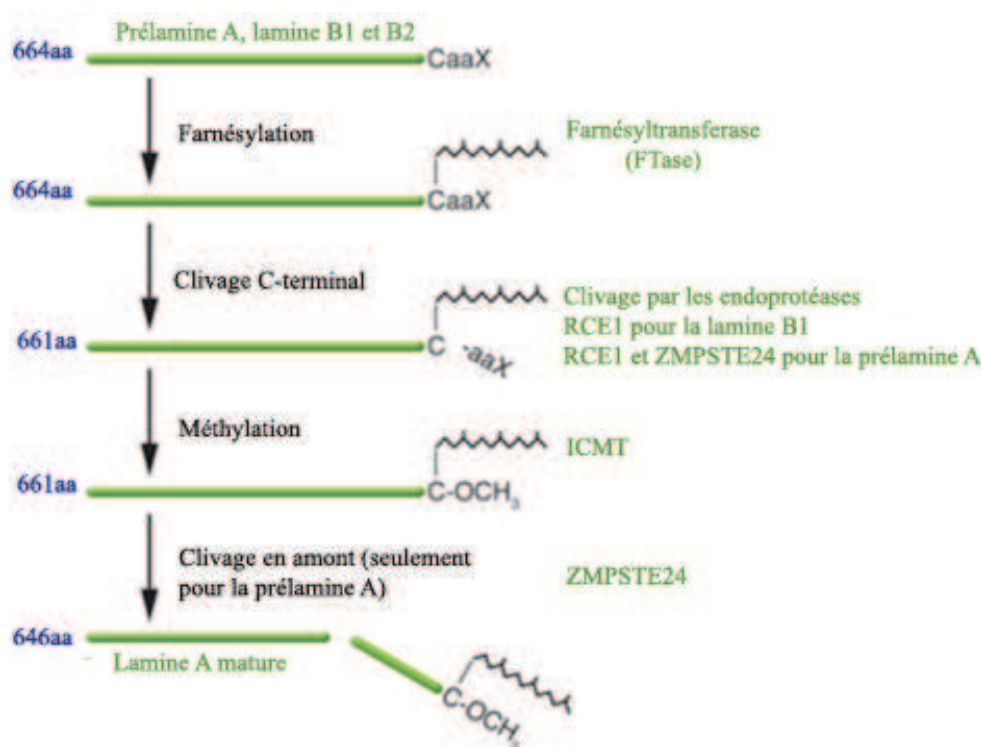 Prélamine A, lamine B1 et B2
664aa
CaaX
Farnésylation
Farnésyltransferase
(FTase)
664aa
CaaX
Clivage C-terminal
Clivage par les endoprotéases
RCE1 pour la lamine B1
RCE1 et ZMPSTE24 pour la prélamine A
661aa
C -aaX
Méthylation
ICMT
661aa
C-OCH3
Clivage en amont (seulement
pour la prélamine A)
ZMPSTE24
646aa
Lamine A mature
C-OCH3